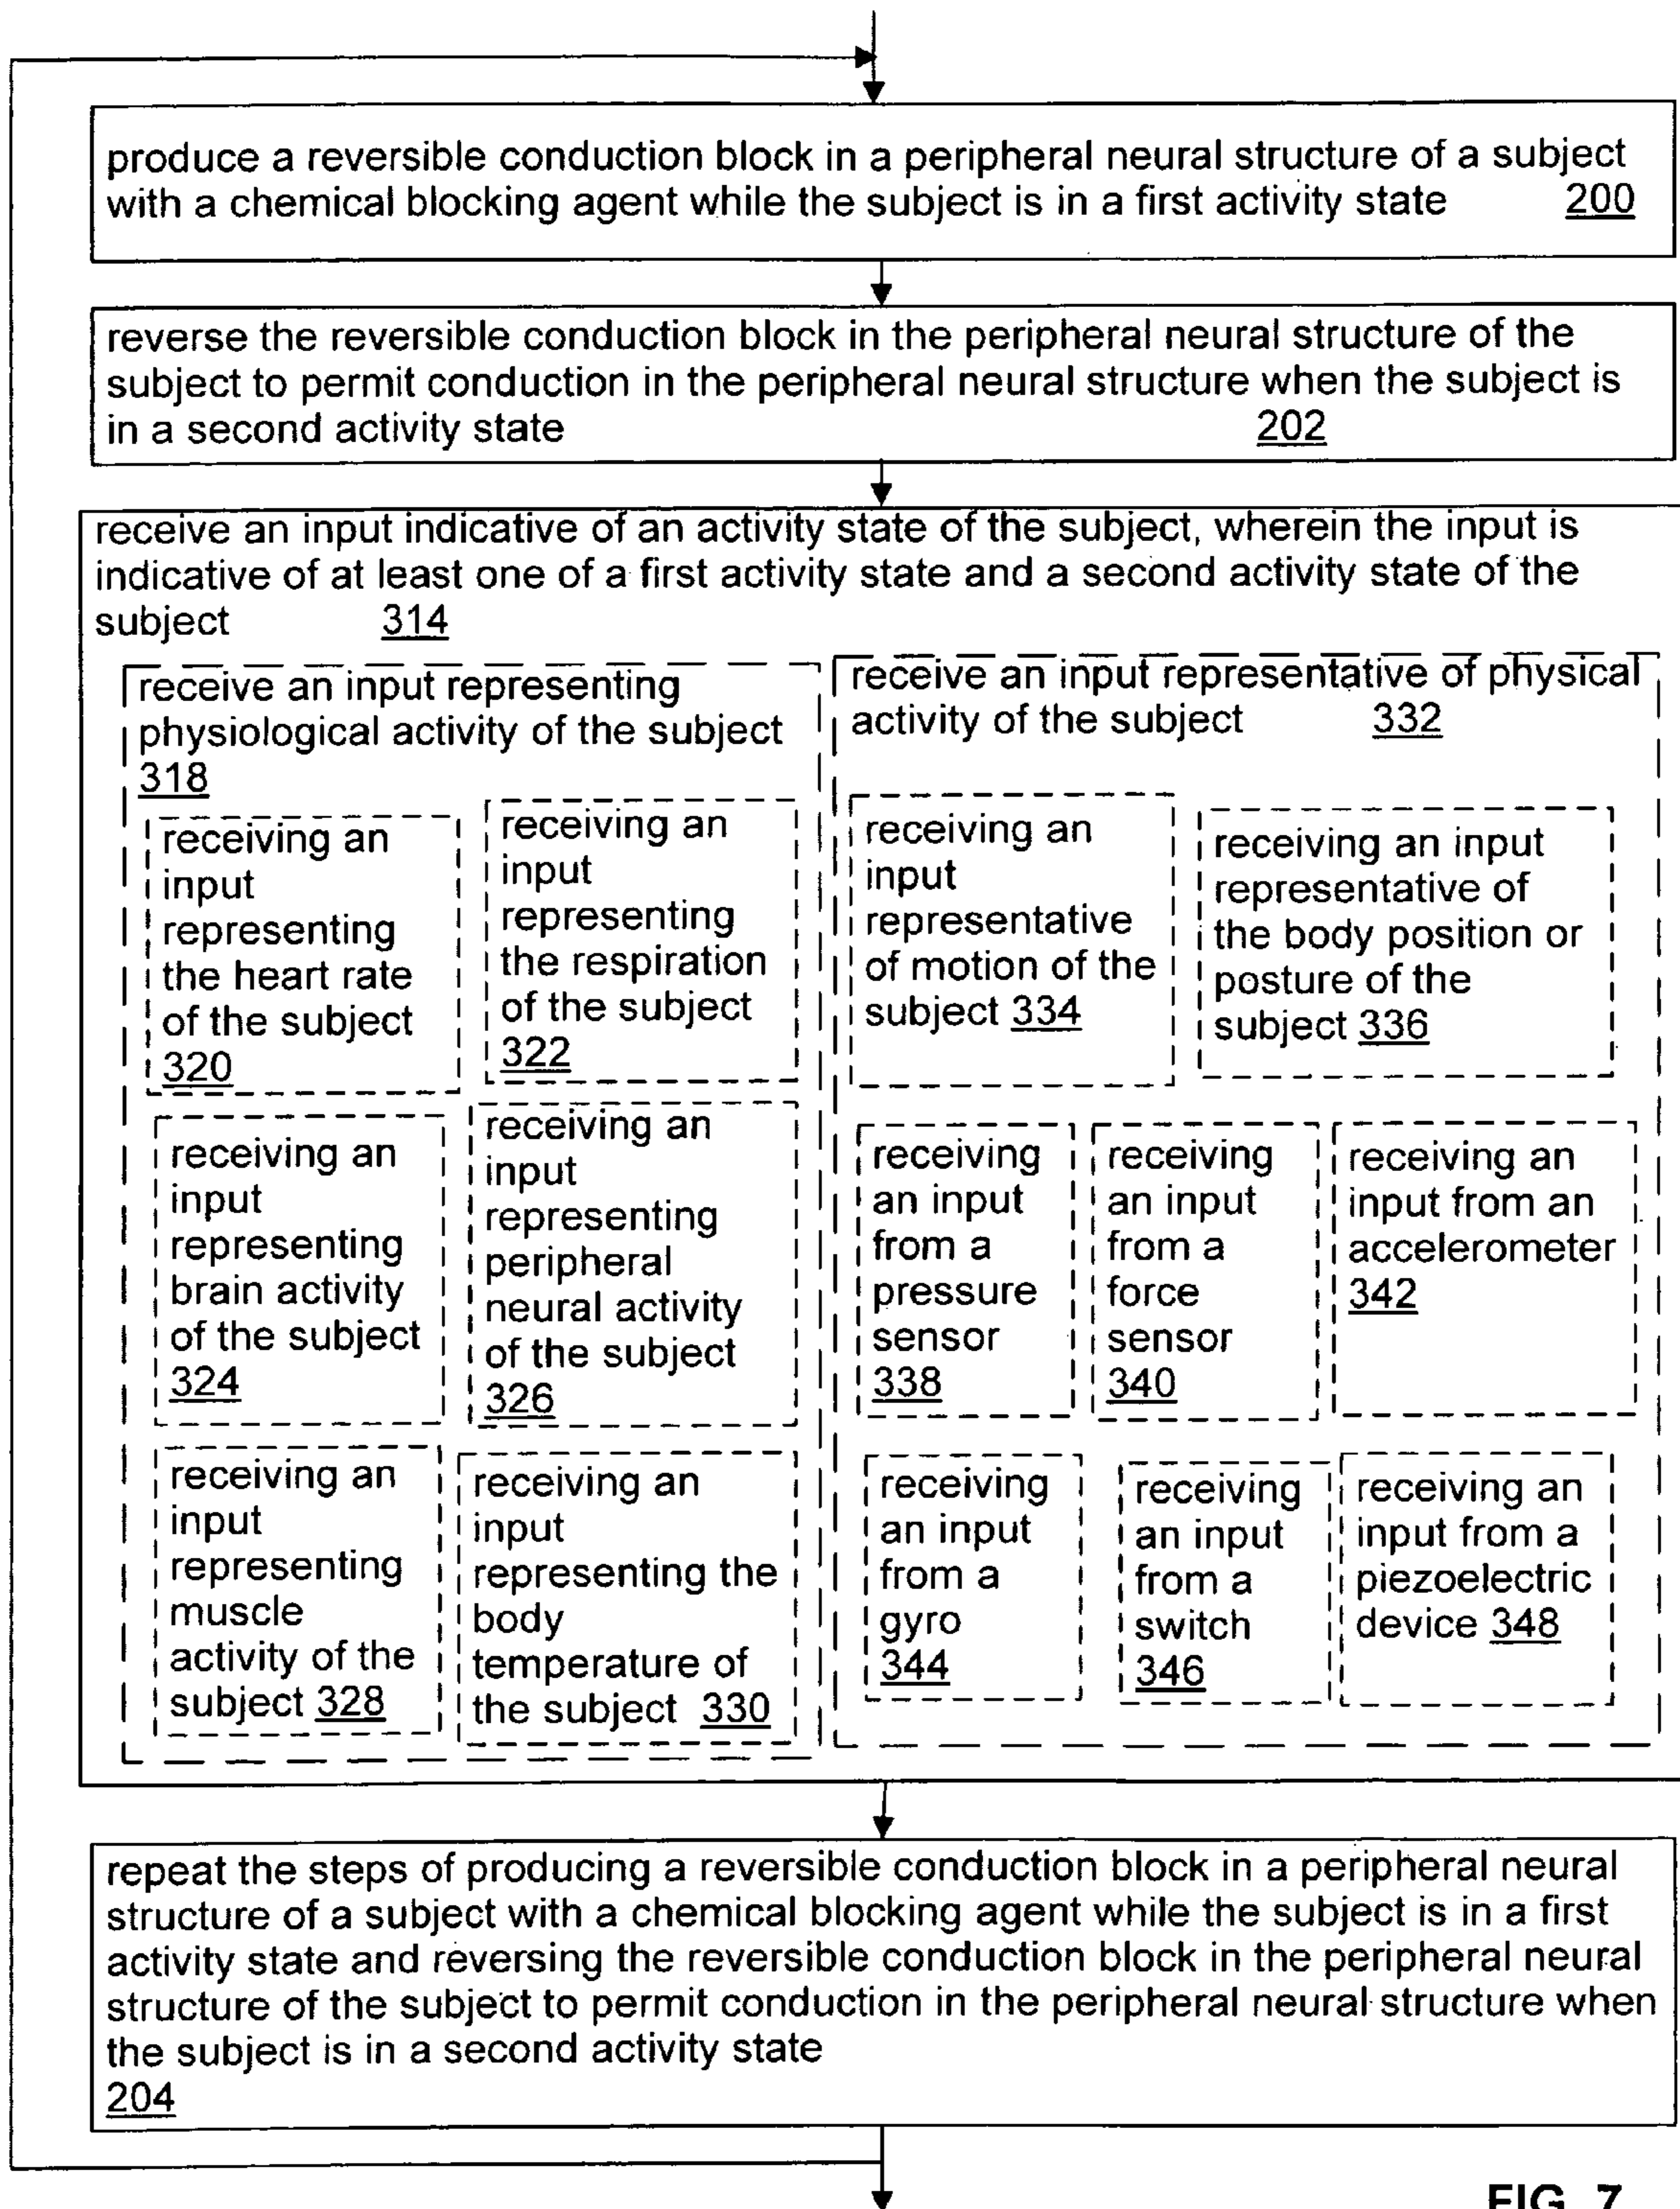 produce a reversible conduction block in a peripheral neural structure of a subject
with a chemical blocking agent while the subject is in a first activity state 200
reverse the reversible conduction block in the peripheral neural structure of the
subject to permit conduction in the peripheral neural structure when the subject is
in a second activity state 202
receive an input indicative of an activity state of the subject, wherein the input is
indicative of at least one of a first activity state and a second activity state of the
subject 314
receive an input representing
physiological activity of the subject
318
receiving an
input
representing
the heart rate
of the subject
320
receiving an
input
representing
the respiration
of the subject
322
receiving an
input
representing
brain activity
of the subject
324
receiving an
input
representing
peripheral
neural activity
of the subject
326
receiving an
input
representing
muscle
activity of the
subject 328
receiving an
input
representing the
body
temperature of
the subject 330
receive an input representative of physical
activity of the subject 332
receiving an
input
representative
of motion of the
subject 334
receiving an input
representative of
the body position or
posture of the
subject 336
receiving
an input
from a
pressure
sensor
338
receiving
an input
from a
force
sensor
340
receiving an
input from an
accelerometer
342
receiving
an input
from a
gyro
344
receiving
an input
from a
switch
346
receiving an
input from a
piezoelectric
device 348
repeat the steps of producing a reversible conduction block in a peripheral neural
structure of a subject with a chemical blocking agent while the subject is in a first
activity state and reversing the reversible conduction block in the peripheral neural
structure of the subject to permit conduction in the peripheral neural structure when
the subject is in a second activity state
204
FIG. 7